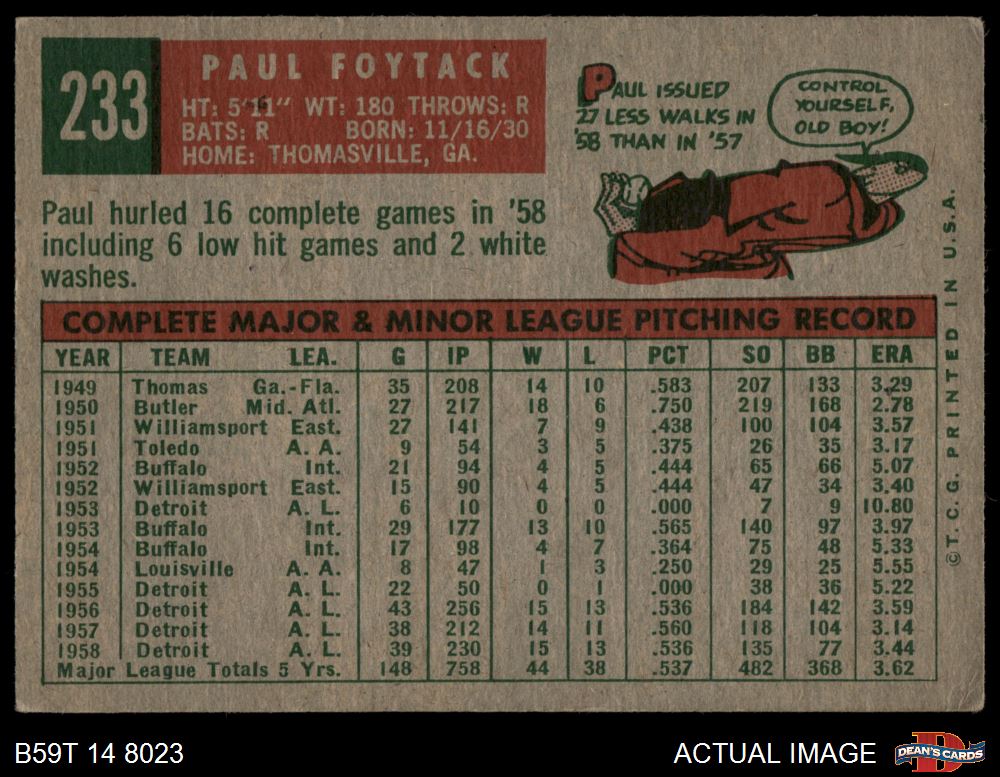 233
PAUL FOYTACK
HT: 5'11" WT: 180 THROWS: R
BATS: R BORN: 11/16/30
HOME: THOMASVILLE, GA.
PAUL ISSUED
27 LESS WALKS IN
'58 THAN IN '57
CONTROL
YOURSELF,
OLD BOY!
Paul hurled 16 complete games in '58
including 6 low hit games and 2 white
washes.
COMPLETE MAJOR & MINOR LEAGUE PITCHING RECORD
YEAR TEAM LEA. G IP W L PCT SO BB ERA
1949 Thomas Ga.-Fla. 35 208 14 10 .583 207 133 3.29
1950 Butler Mid. Atl. 27 217 18 6 .750 219 168 2.78
1951 Williamsport East. 27 141 7 9 .438 100 104 3.57
1951 Toledo A. A. 9 54 3 5 .375 26 35 3.17
1952 Buffalo Int. 21 94 4 5 .444 65 66 5.07
1952 Williamsport East. 15 90 4 5 .444 47 34 3.40
1953 Detroit A. L. 6 10 0 0 .000 7 9 10.80
1953 Buffalo Int. 29 177 13 10 .565 140 97 3.97
1954 Buffalo Int. 17 98 4 7 .364 75 48 5.33
1954 Louisville A. A. 8 47 1 3 .250 29 25 5.55
1955 Detroit A. L. 22 50 0 1 .000 38 36 5.22
1956 Detroit A. L. 43 256 15 13 .536 184 142 3.59
1957 Detroit A. L. 38 212 14 11 .560 118 104 3.14
1958 Detroit A. L. 39 230 15 13 .536 135 77 3.44
Major League Totals 5 Yrs. 148 758 44 38 .537 482 368 3.62
©T. C. G. PRINTED IN U.S.A.
B59T 14 8023
ACTUAL IMAGE
DEAN'S CARDS